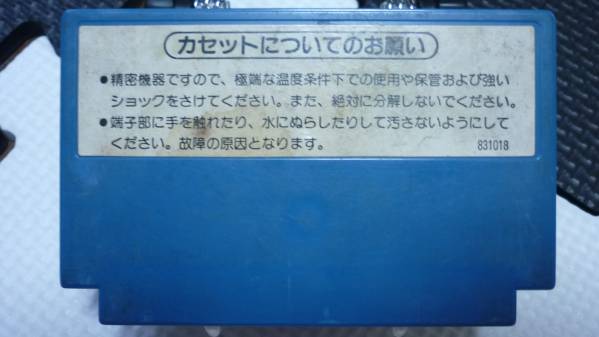 カセットについてのお願い
●精密機器ですので、極端な温度条件下での使用や保管および強い
ショックをさけてください。また、絶対に分解しないでください。
●端子部に手を触れたり、水にぬらしたりして汚さないようにして
ください。故障の原因となります。
831018